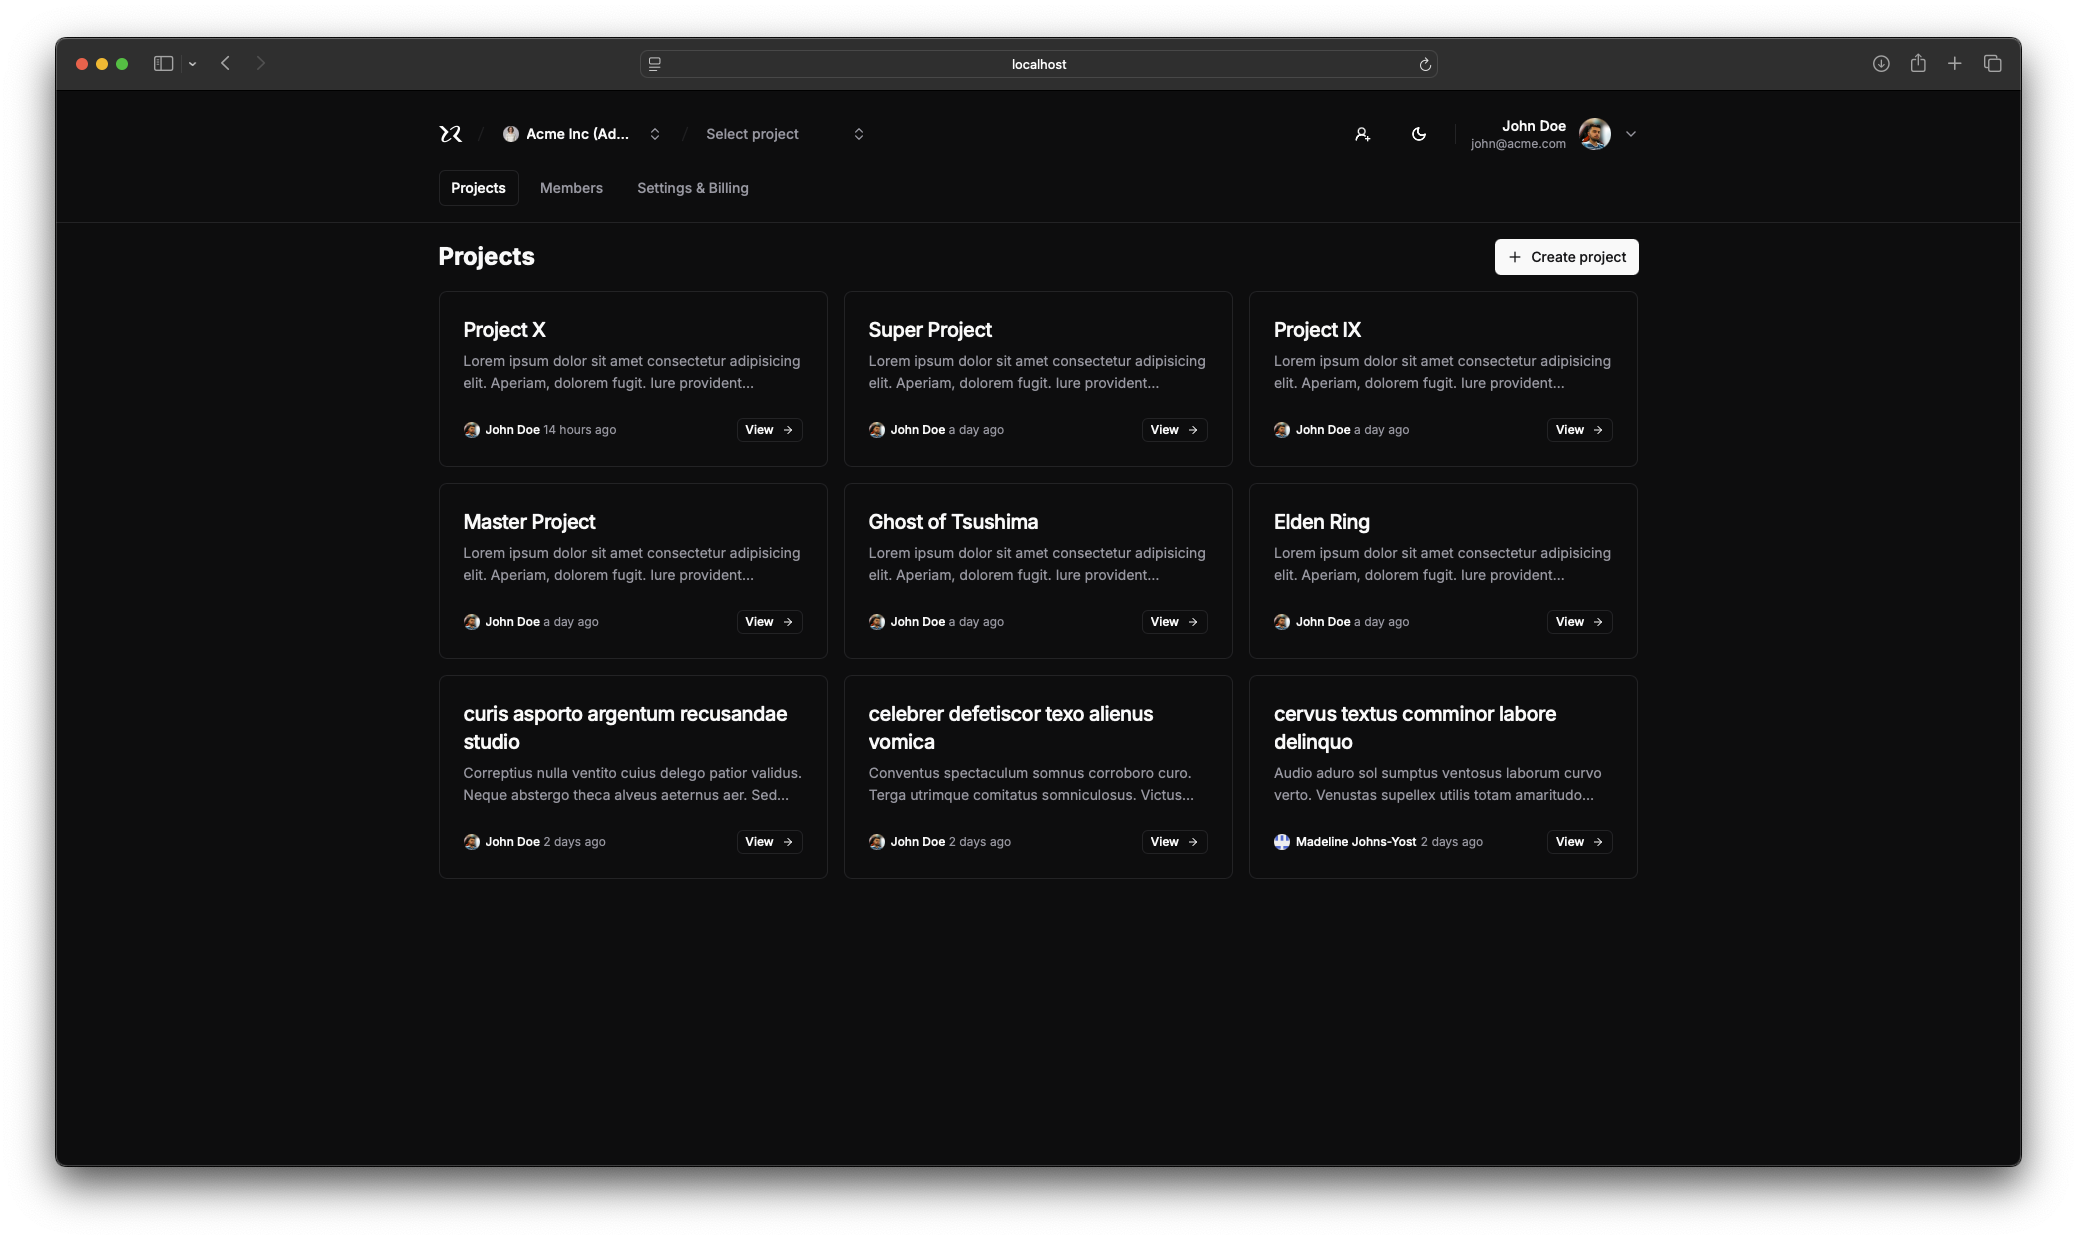 localhost
Acme Inc (Ad...
Select project
John Doe
john@acme.com
Projects
Members
Settings & Billing
Projects
Create project
Project X
Lorem ipsum dolor sit amet consectetur adipisicing
elit. Aperiam, dolorem fugit. Iure provident...
John Doe 14 hours ago
View
Super Project
Lorem ipsum dolor sit amet consectetur adipisicing
elit. Aperiam, dolorem fugit. Iure provident...
John Doe a day ago
View
Project IX
Lorem ipsum dolor sit amet consectetur adipisicing
elit. Aperiam, dolorem fugit. Iure provident...
John Doe a day ago
View
Master Project
Lorem ipsum dolor sit amet consectetur adipisicing
elit. Aperiam, dolorem fugit. Iure provident...
John Doe a day ago
View
Ghost of Tsushima
Lorem ipsum dolor sit amet consectetur adipisicing
elit. Aperiam, dolorem fugit. Iure provident...
John Doe a day ago
View
Elden Ring
Lorem ipsum dolor sit amet consectetur adipisicing
elit. Aperiam, dolorem fugit. Iure provident...
John Doe a day ago
View
curis asporto argentum recusandae
studio
Correptius nulla ventito cuius delego patior validus.
Neque abstergo theca alveus aeternus aer. Sed...
John Doe 2 days ago
View
celebrer defetiscor texo alienus
vomica
Conventus spectaculum somnus corroboro curo.
Terga utrimque comitatus somniculosus. Victus...
John Doe 2 days ago
View
cervus textus comminor labore
delinquo
Audio aduro sol sumptus ventosus laborum curvo
verto. Venustas supellex utilis totam amaritudo...
Madeline Johns-Yost 2 days ago
View